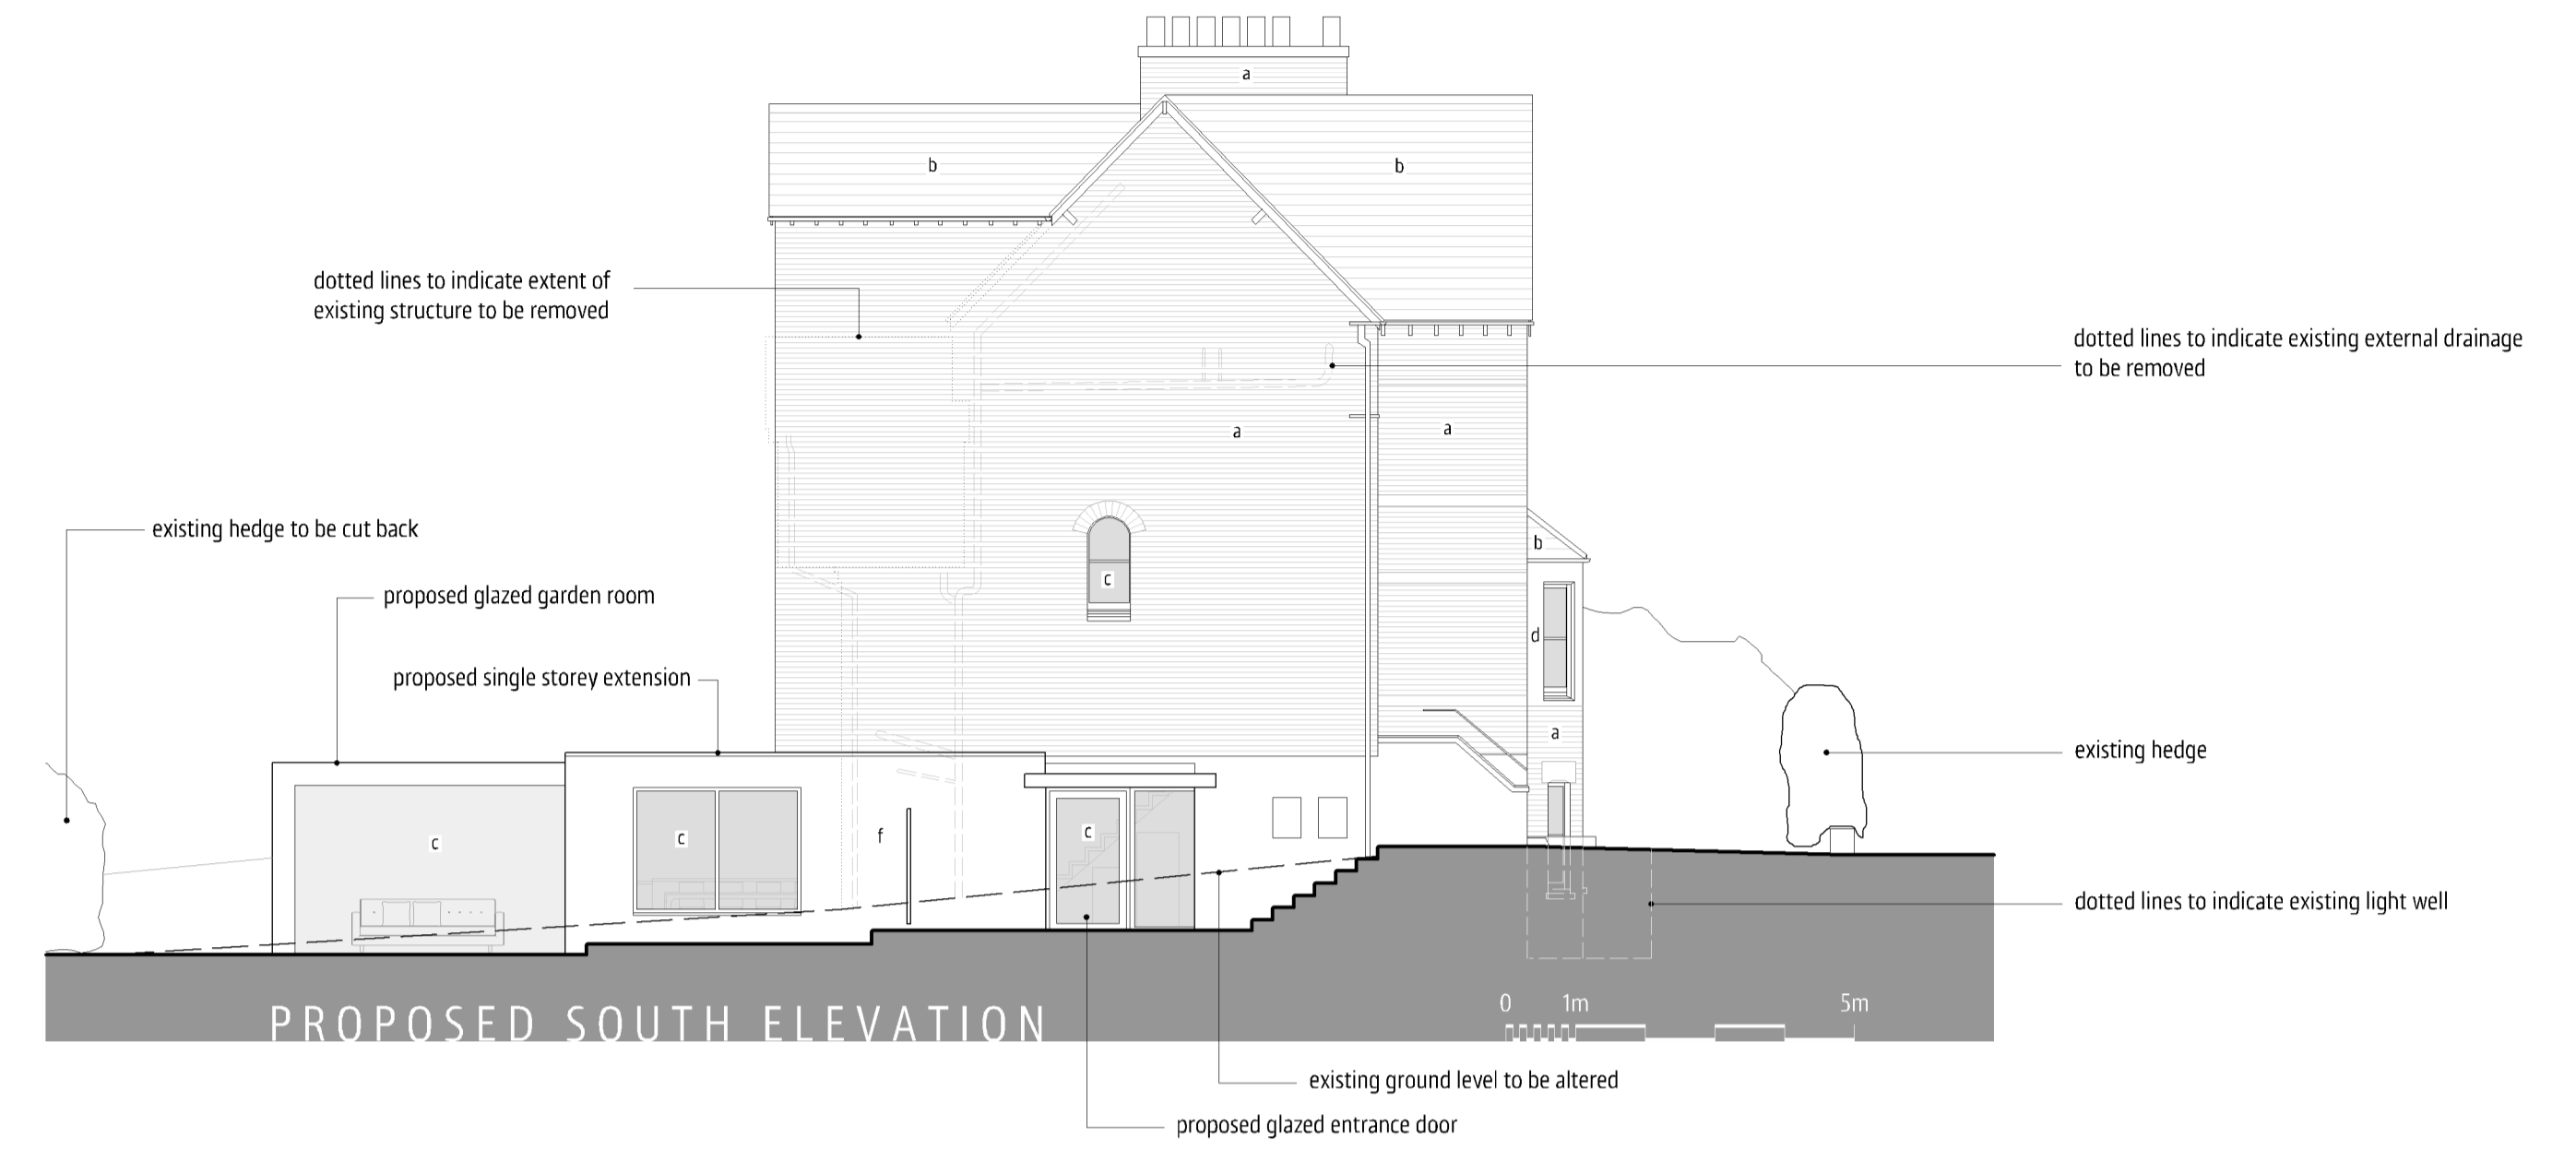 a
b
b
dotted lines to indicate extent of
existing structure to be removed
dotted lines to indicate existing external drainage
to be removed
a
a
existing hedge to be cut back
b
c
proposed glazed garden room
d
proposed single storey extension
a
existing hedge
c
c
f
c
dotted lines to indicate existing light well
PROPOSED SOUTH ELEVATION
0 1m 5m
existing ground level to be altered
proposed glazed entrance door